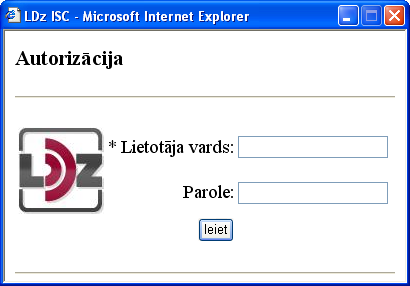 LDz ISC - Microsoft Internet Explorer
Autorizācija
LDZ
* Lietotāja vards:
Parole:
Ieiet